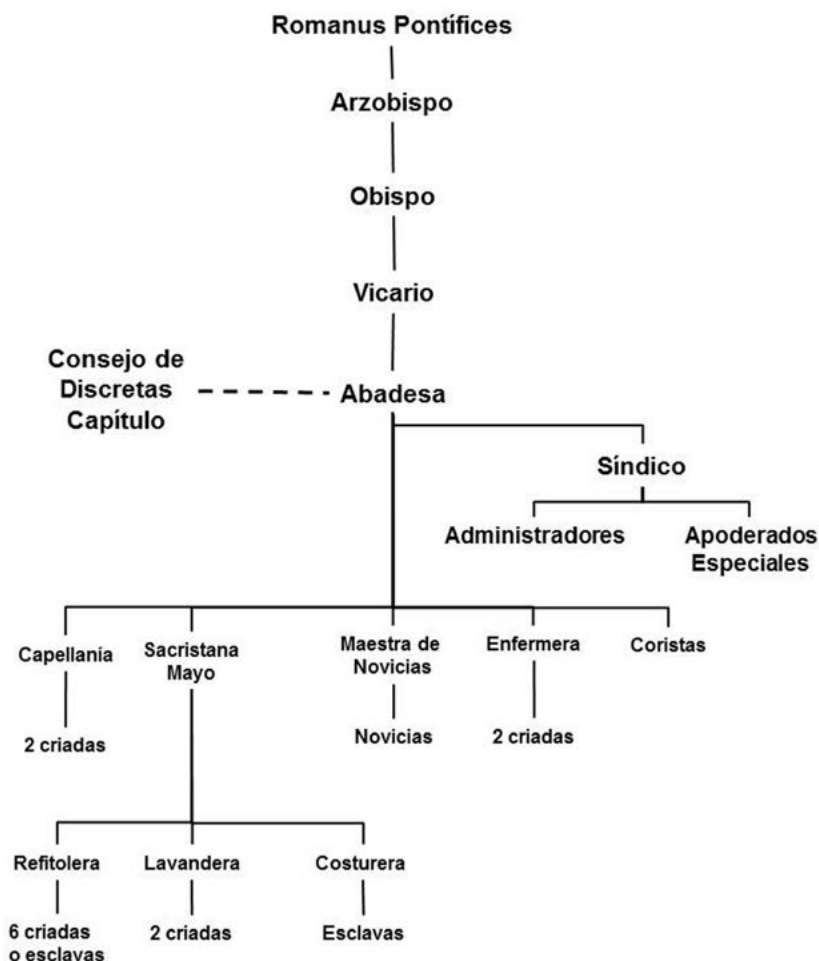 Romanus Pontífices
Arzobispo
Obispo
Vicario
Consejo de
Discretas
Capítulo
Abadesa
Síndico
Administradores
Apoderados
Especiales
Capellanía
Sacristana
Mayo
Maestra de
Novicias
Enfermera
Coristas
2 criadas
Novicias
2 criadas
Refitolera
Lavandera
Costurera
6 criadas
o esclavas
2 criadas
Esclavas